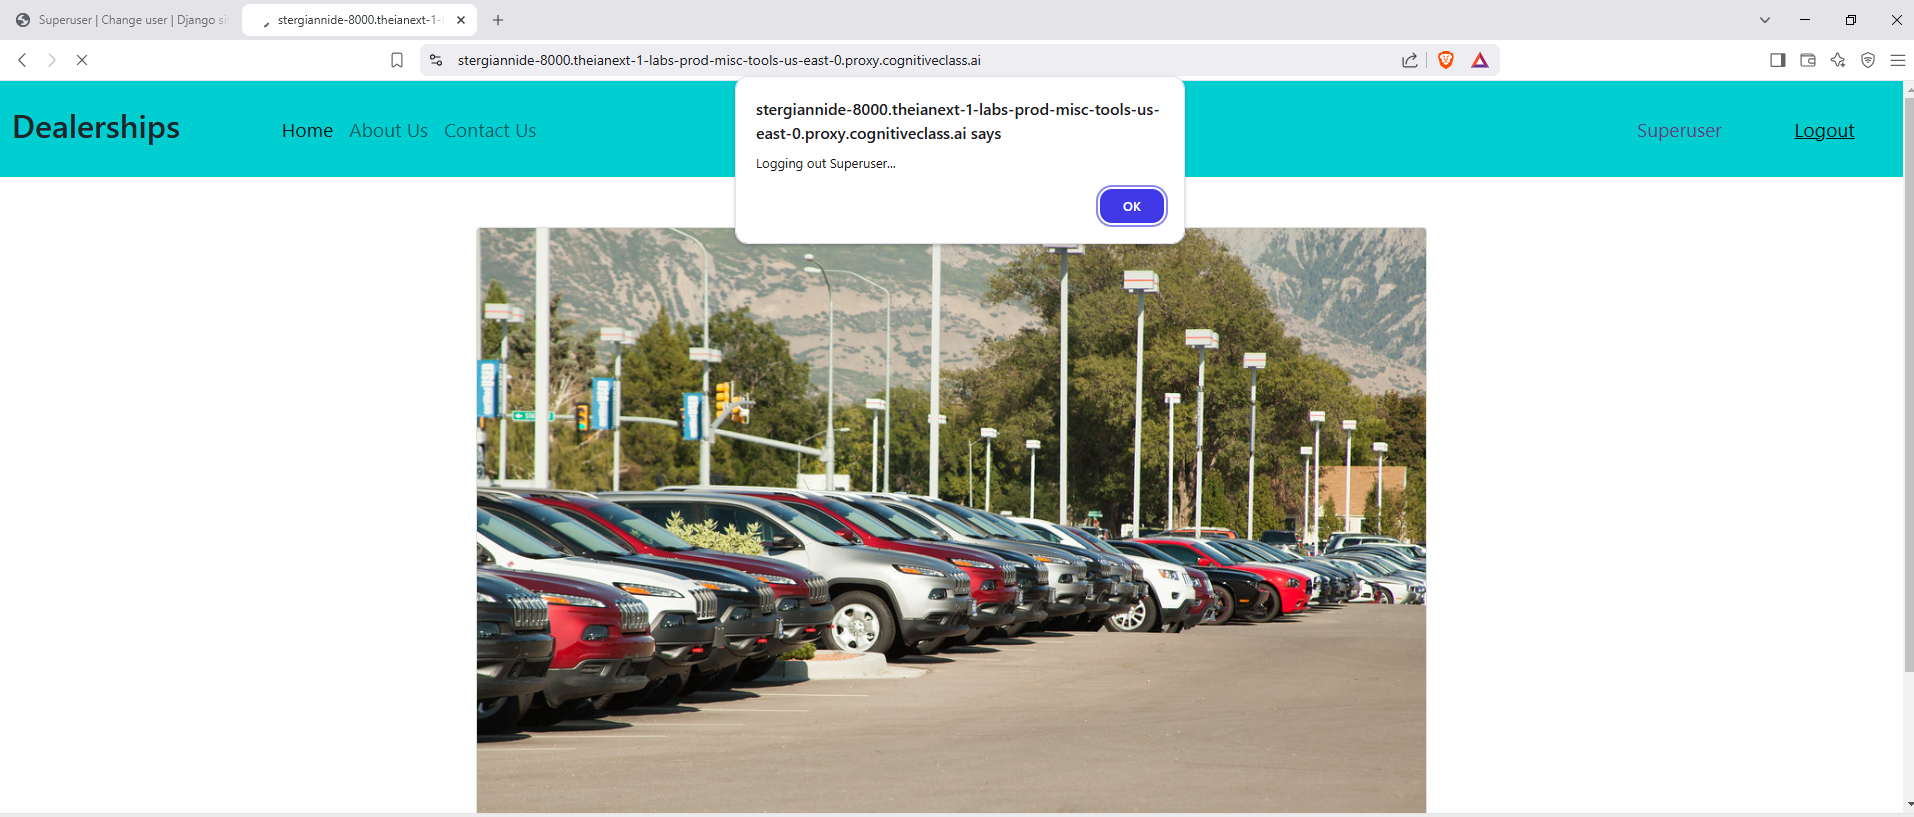 Superuser | Change user | Django si
stergiannide-8000.theianext-1-
stergiannide-8000.theianext-1-labs-prod-misc-tools-us-east-0.proxy.cognitiveclass.ai
Dealerships
Home
About Us
Contact Us
Superuser
Logout
stergiannide-8000.theianext-1-labs-prod-misc-tools-us-
east-0.proxy.cognitiveclass.ai says
Logging out Superuser...
OK